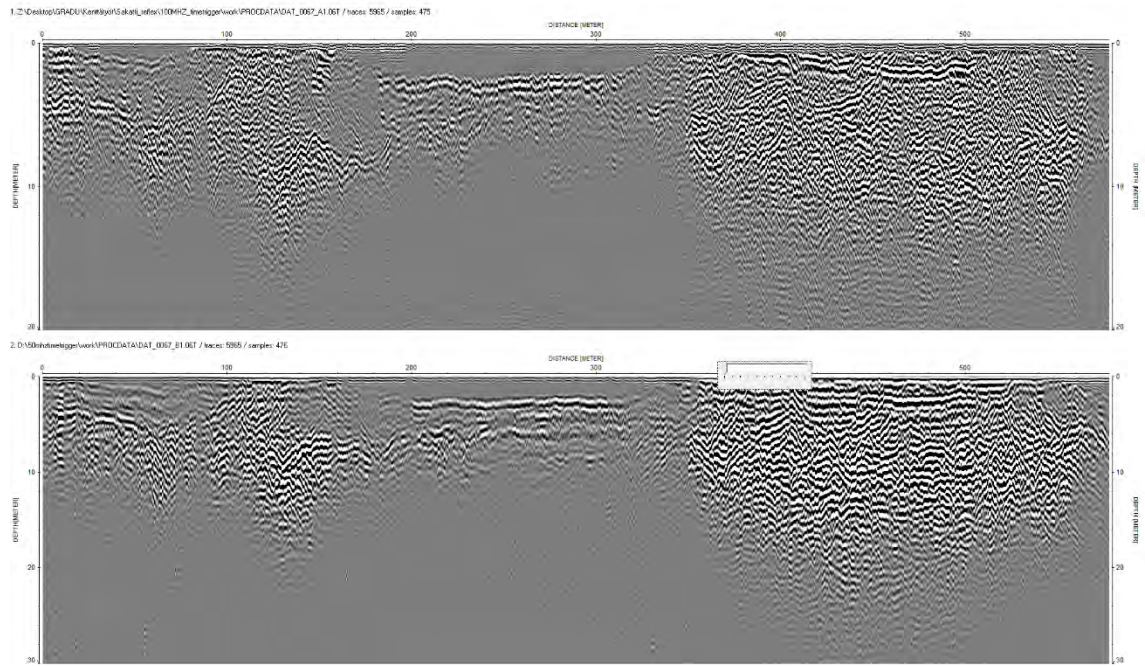 1. Z:\Desktop\GRADU\Kenttätyöt\Sakatti_reflex\100MHZ_timetrigger\work\PROCDATA\DAT_0067_A1.06T / traces: 5965 / samples: 475
DISTANCE [METER]
0 100 200 300 400 500
0 0
10 10
20 20
DEPTH[METER] DEPTH [METER]
2. D:\50mhztimetrigger\work\PROCDATA\DAT_0067_B1.06T / traces: 5965 / samples: 476
DISTANCE [METER]
0 100 200 300 500
0 0
10 10
20 20
30 30
DEPTH[METER] DEPTH [METER]